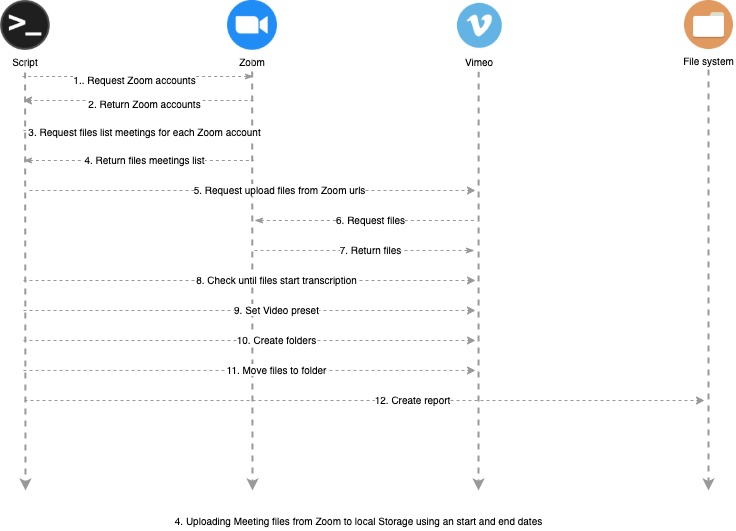 >_
Script
Zoom
Vimeo
File system
1.. Request Zoom accounts
2. Return Zoom accounts
3. Request files list meetings for each Zoom account
4. Return files meetings list
5. Request upload files from Zoom urls
6. Request files
7. Return files
8. Check until files start transcription
9. Set Video preset
10. Create folders
11. Move files to folder
12. Create report
4. Uploading Meeting files from Zoom to local Storage using an start and end dates